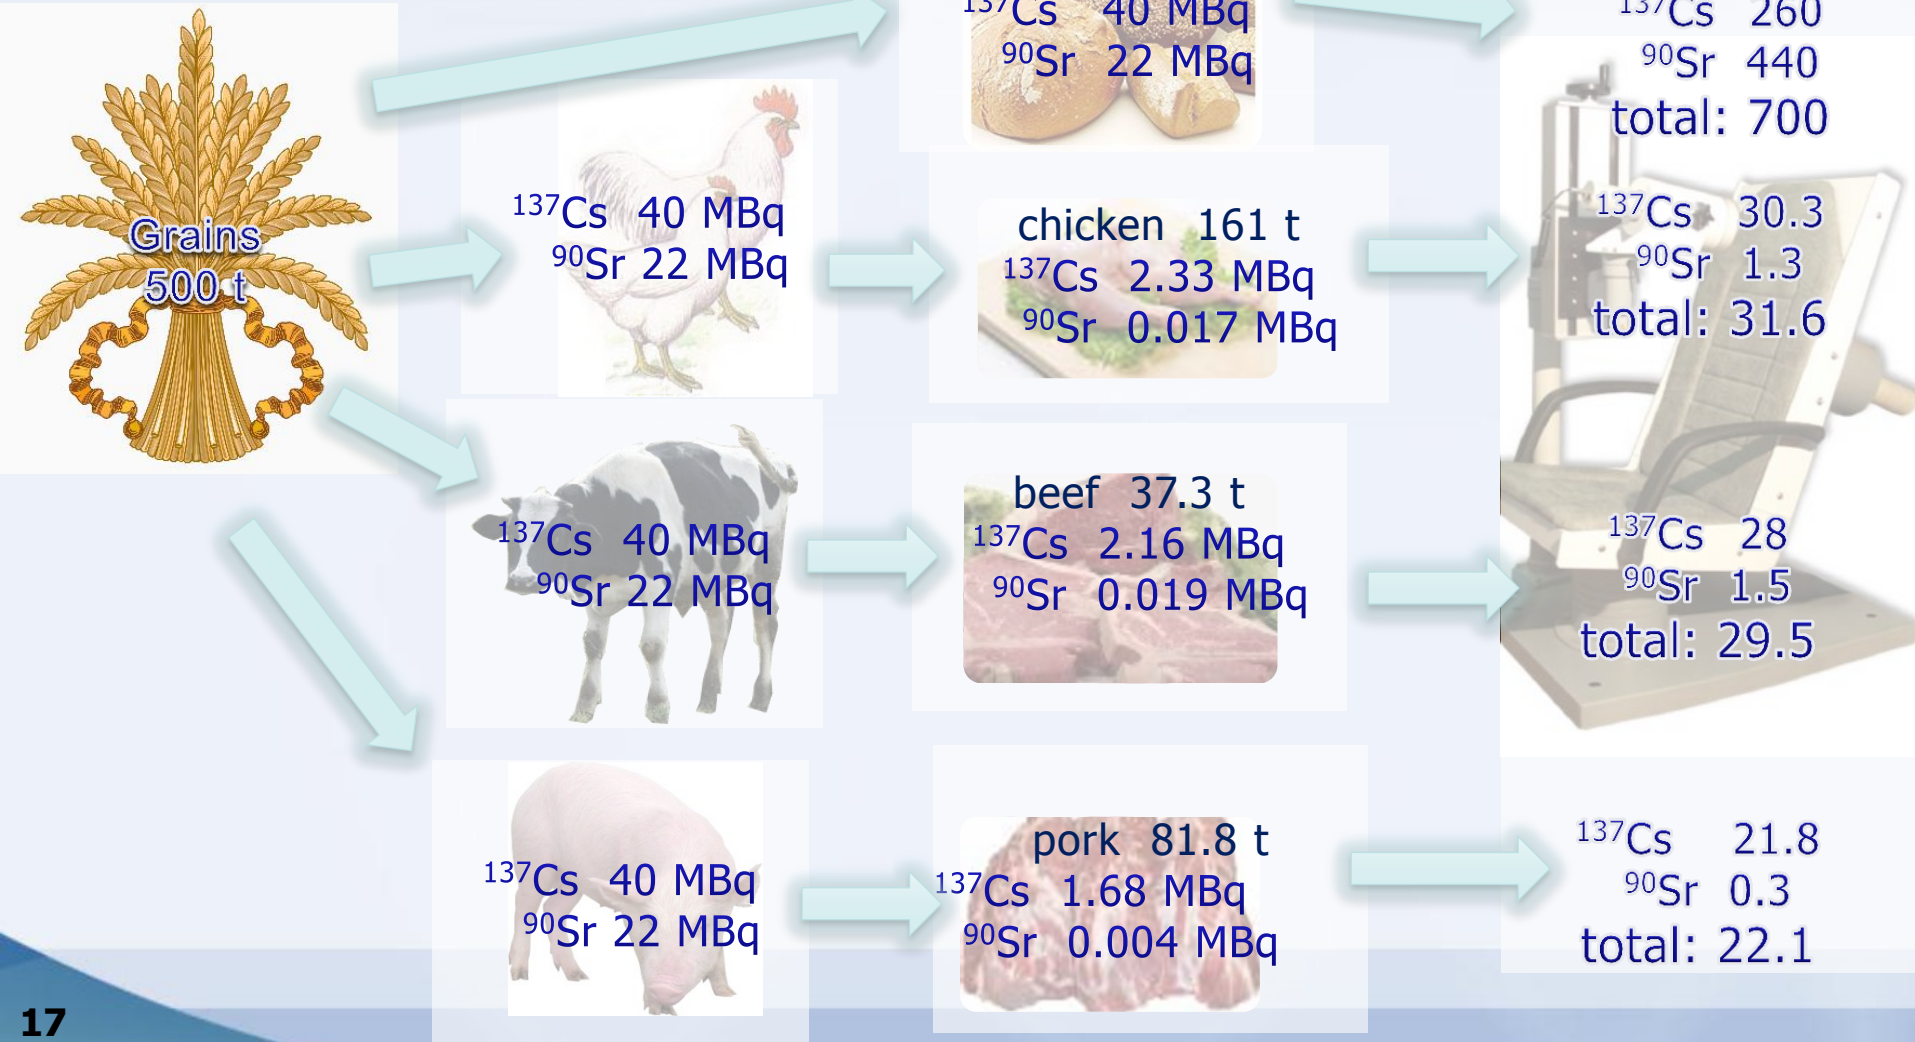 ¹³⁷Cs 40 MBq
⁹⁰Sr 22 MBq
¹³⁷Cs 260
⁹⁰Sr 440
total: 700
Grains
500 t
¹³⁷Cs 40 MBq
⁹⁰Sr 22 MBq
chicken 161 t
¹³⁷Cs 2.33 MBq
⁹⁰Sr 0.017 MBq
¹³⁷Cs 30.3
⁹⁰Sr 1.3
total: 31.6
¹³⁷Cs 40 MBq
⁹⁰Sr 22 MBq
beef 37.3 t
¹³⁷Cs 2.16 MBq
⁹⁰Sr 0.019 MBq
¹³⁷Cs 28
⁹⁰Sr 1.5
total: 29.5
¹³⁷Cs 40 MBq
⁹⁰Sr 22 MBq
pork 81.8 t
¹³⁷Cs 1.68 MBq
⁹⁰Sr 0.004 MBq
¹³⁷Cs 21.8
⁹⁰Sr 0.3
total: 22.1
17